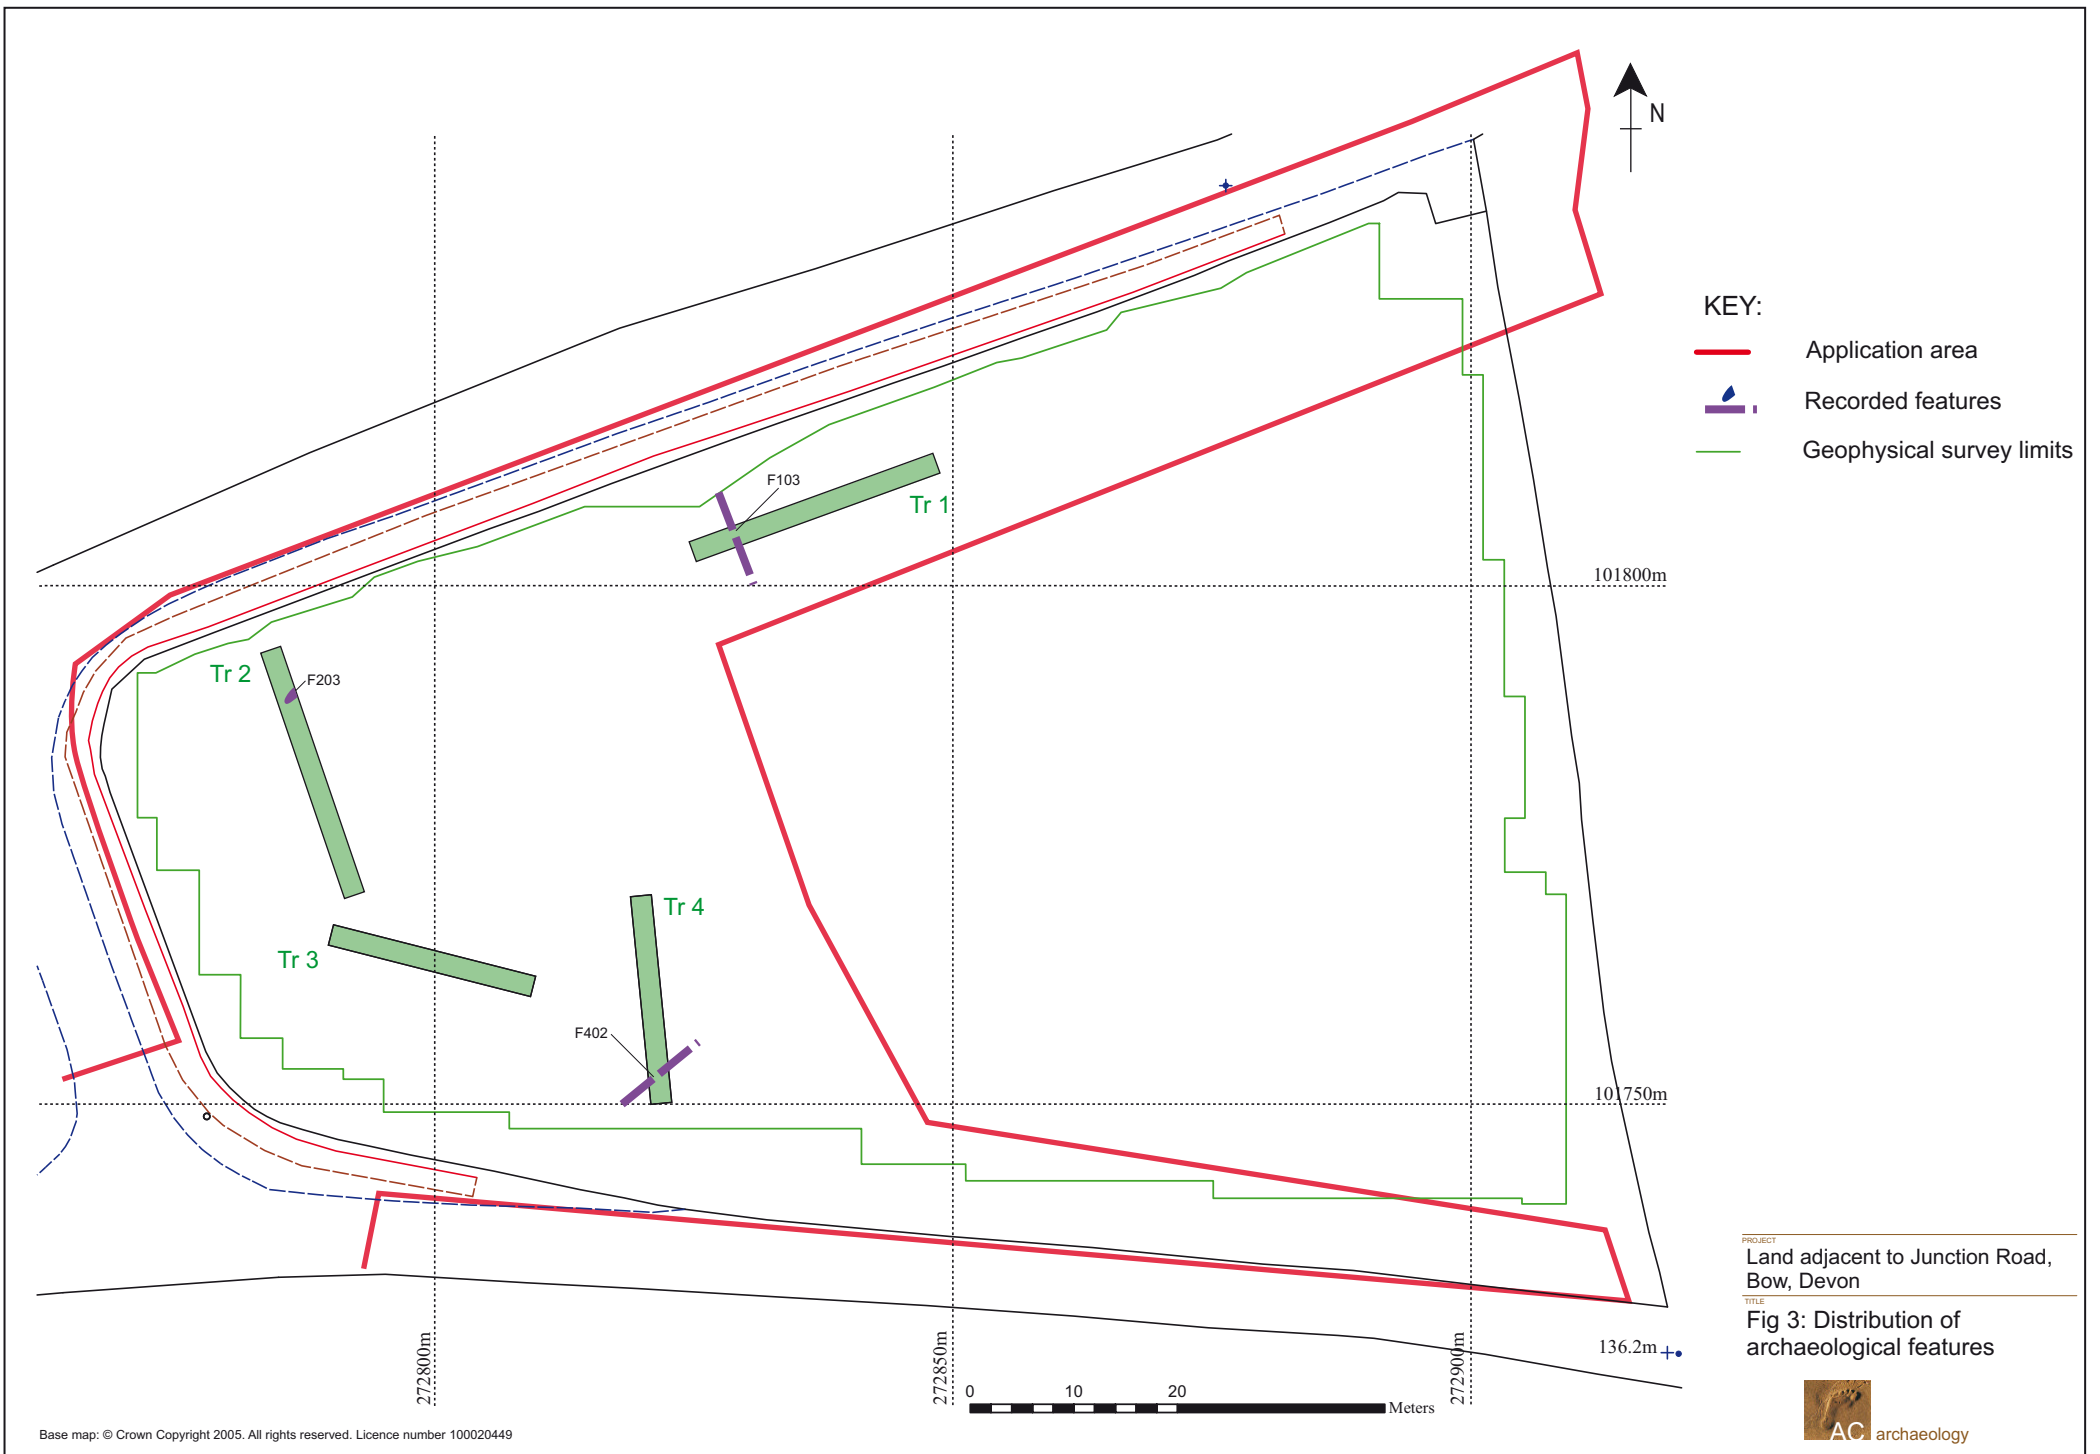 N
KEY:
Application area
Recorded features
Geophysical survey limits
F103
Tr 1
101800m
Tr 2
F203
Tr 4
Tr 3
F402
101750m
272800m
272850m
272900m
136.2m
0 10 20
Meters
PROJECT
Land adjacent to Junction Road,
Bow, Devon
TITLE
Fig 3: Distribution of
archaeological features
AC archaeology
Base map: © Crown Copyright 2005. All rights reserved. Licence number 100020449